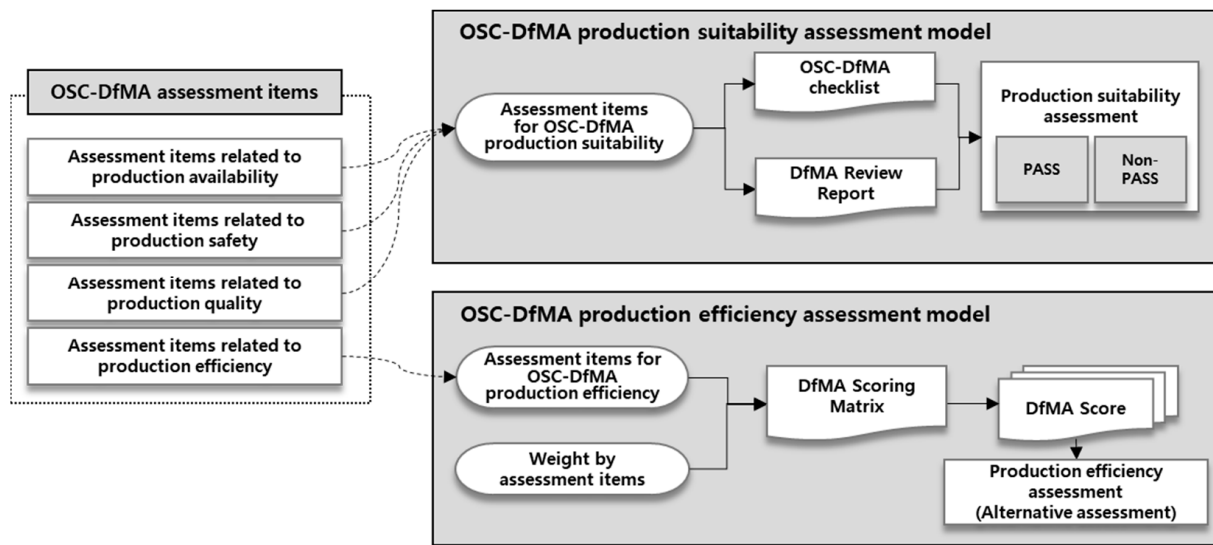 OSC-DfMA assessment items
Assessment items related to
production availability
Assessment items related to
production safety
Assessment items related to
production quality
Assessment items related to
production efficiency
OSC-DfMA production suitability assessment model
Assessment items
for OSC-DfMA
production suitability
OSC-DfMA
checklist
DfMA Review
Report
Production suitability
assessment
PASS
Non-
PASS
OSC-DfMA production efficiency assessment model
Assessment items for
OSC-DfMA
production efficiency
Weight by
assessment items
DfMA Scoring
Matrix
DfMA Score
Production efficiency
assessment
(Alternative assessment)